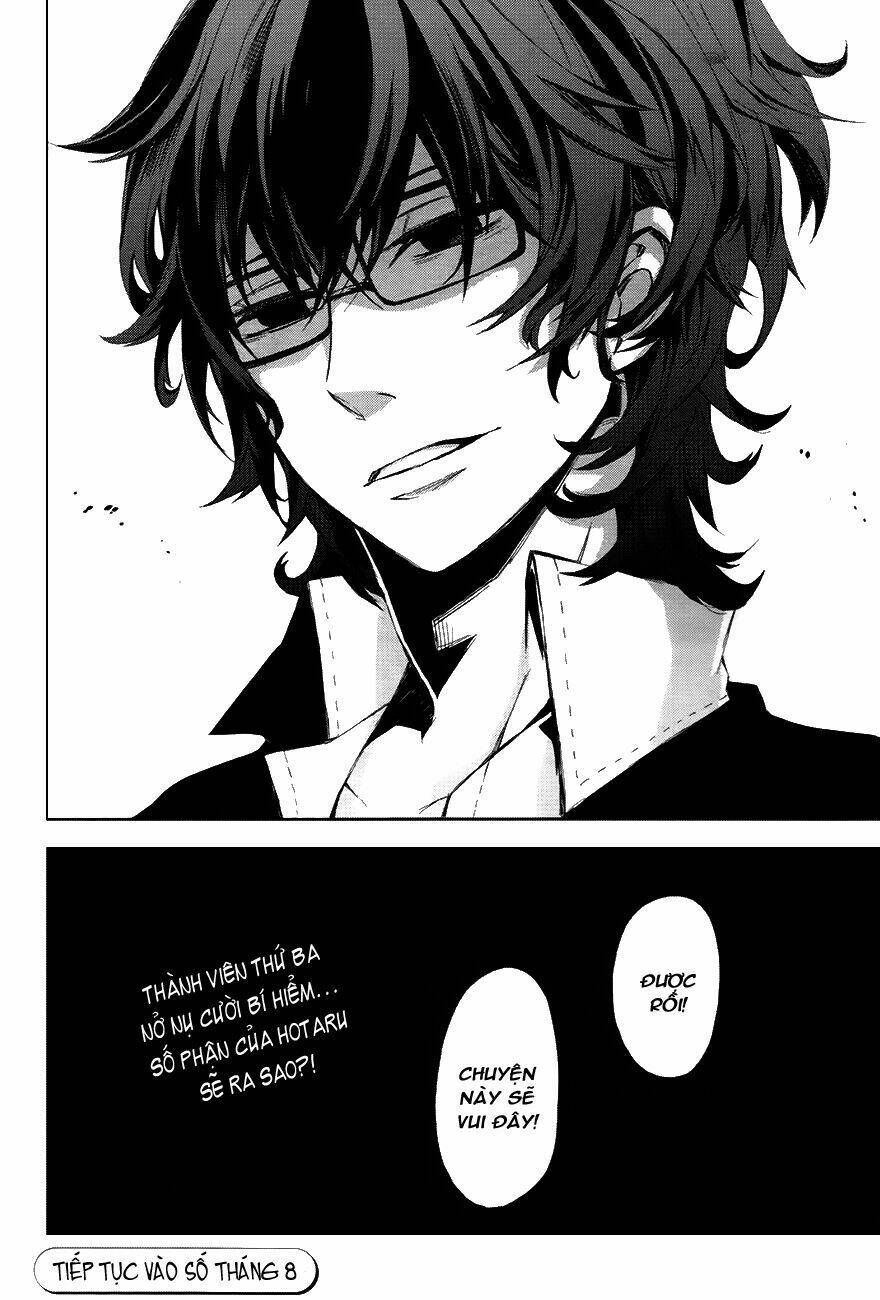 ĐƯỢC
RỒI!
CHUYỆN
NÀY SẼ
VUI ĐÂY!
THÀNH VIÊN THỨ BA
NỞ NỤ CƯỜI BÍ HIỂM...
SỐ PHẬN CỦA HOTARU
SẼ RA SAO?!
TIẾP TỤC VÀO SỐ THÁNG 8